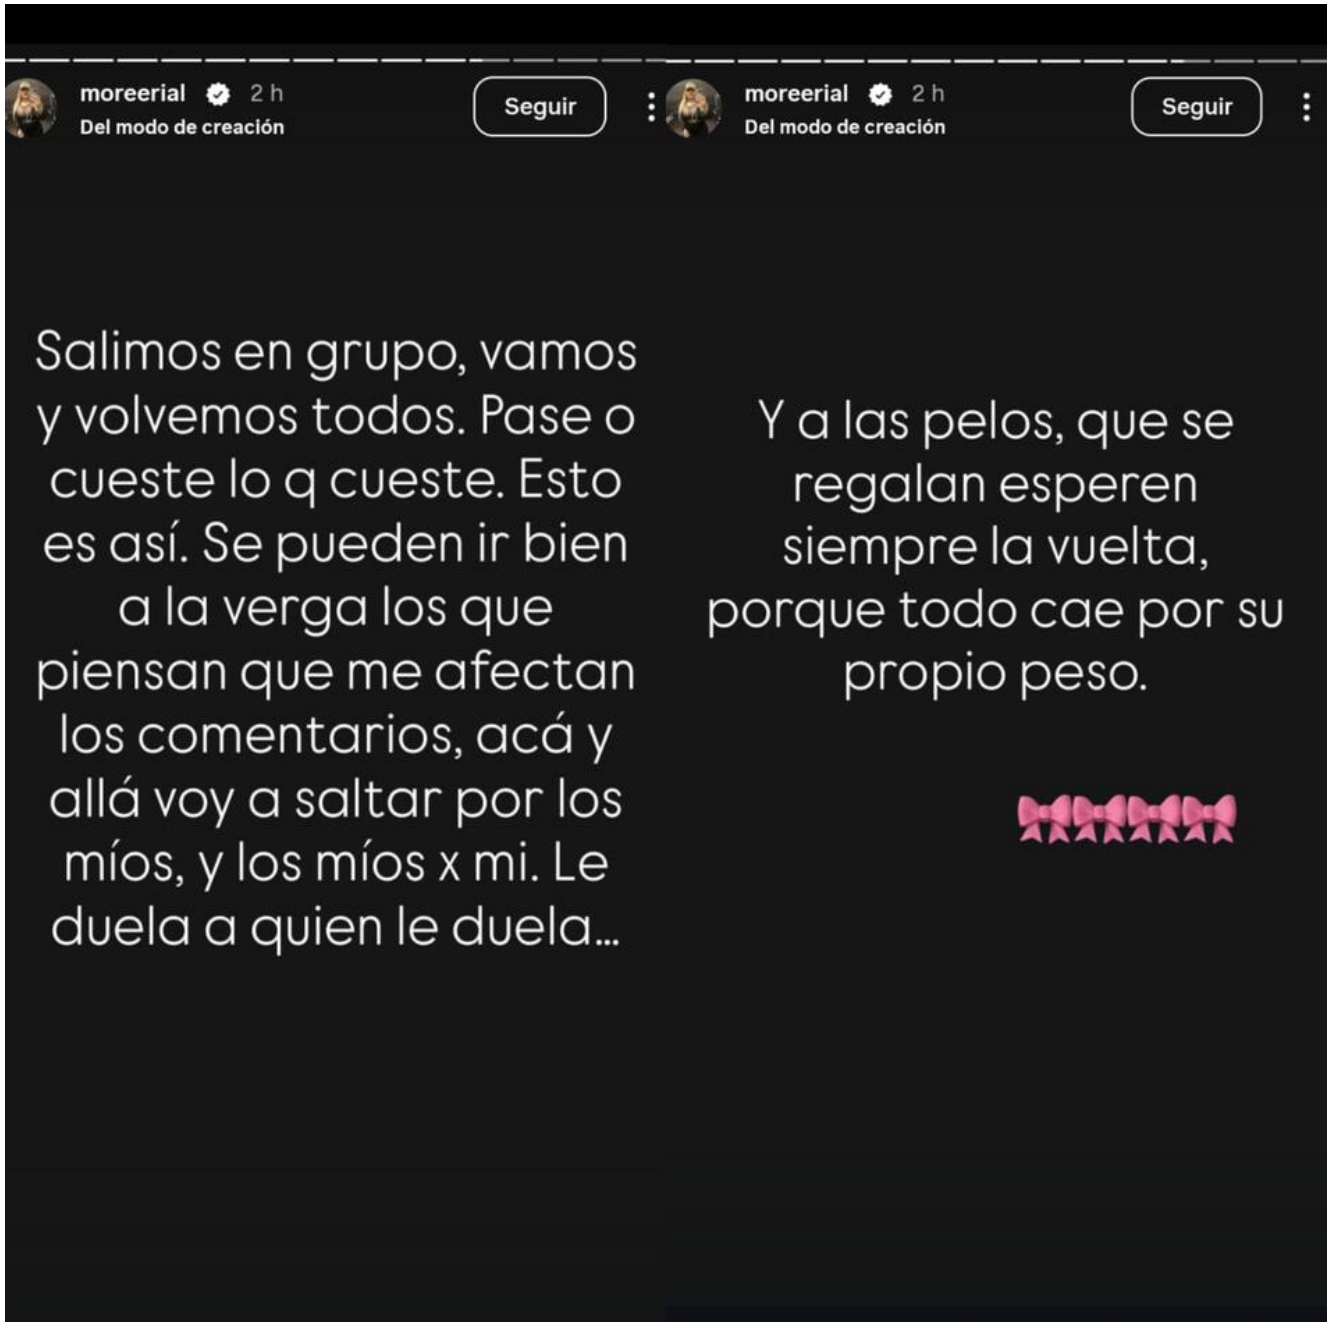 moreerial 2 h
Seguir
Del modo de creación
Salimos en grupo, vamos
y volvemos todos. Pase o
cueste lo q cueste. Esto
es así. Se pueden ir bien
a la verga los que
piensan que me afectan
los comentarios, acá y
allá voy a saltar por los
míos, y los míos x mi. Le
duela a quien le duela...
moreerial 2 h
Seguir
Del modo de creación
Y a las pelos, que se
regalan esperen
siempre la vuelta,
porque todo cae por su
propio peso.